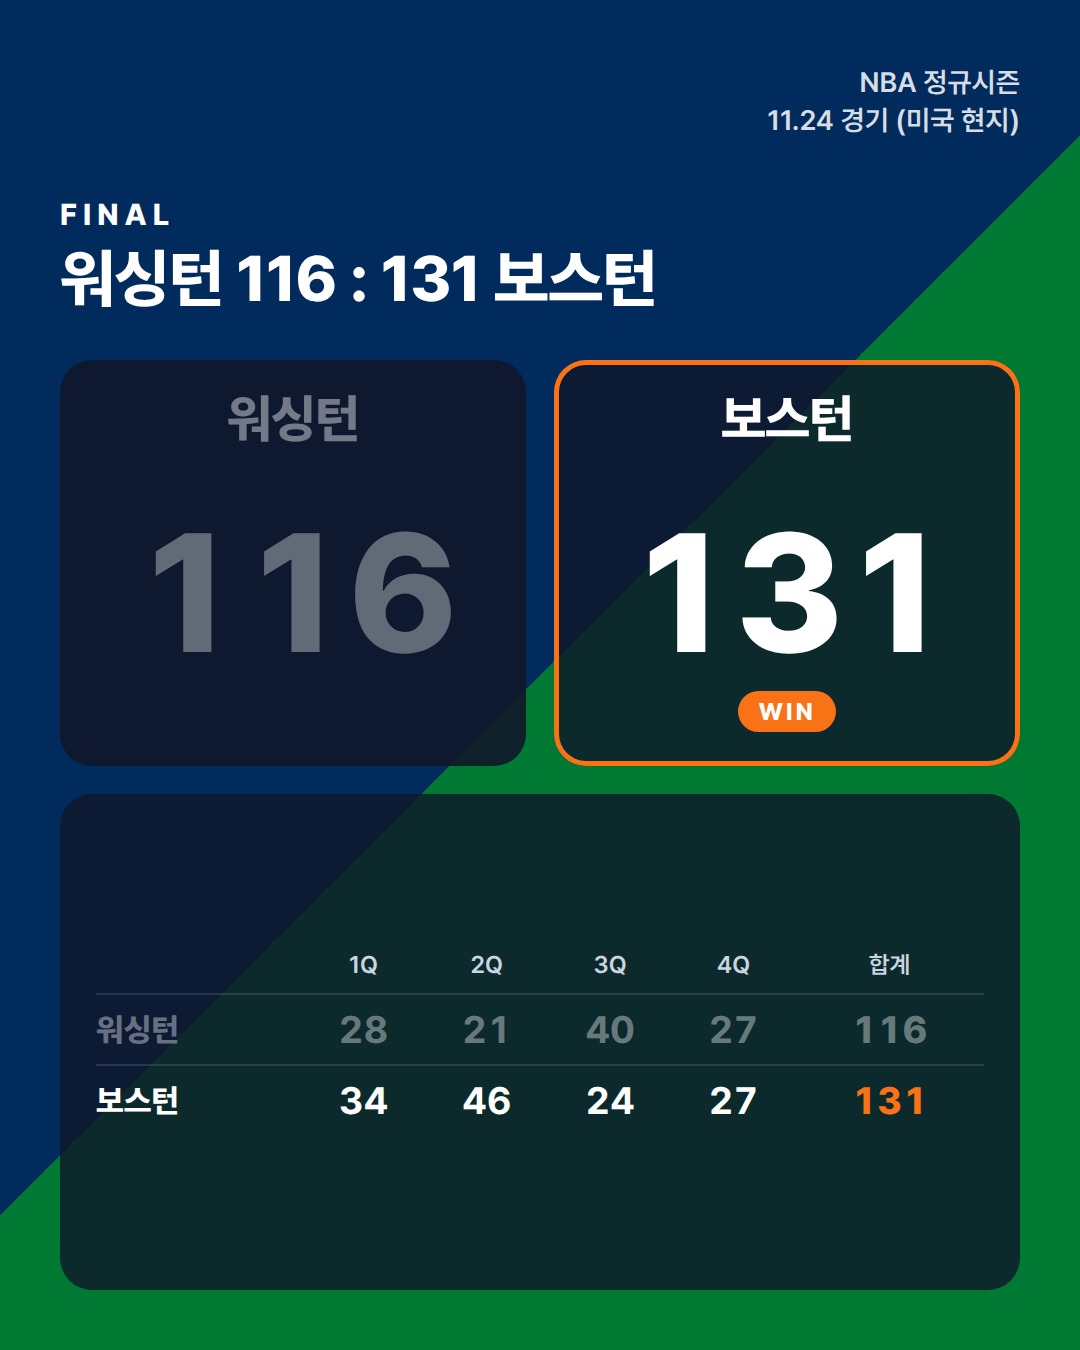 NBA 정규시즌
11.24 경기 (미국 현지)
FINAL
워싱턴 116 : 131 보스턴
워싱턴
116
보스턴
131
WIN
1Q 2Q 3Q 4Q 합계
워싱턴 28 21 40 27 116
보스턴 34 46 24 27 131